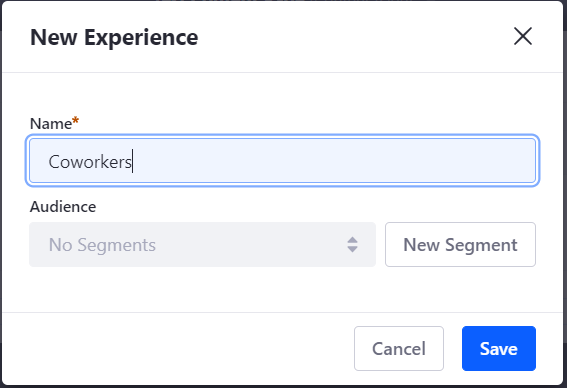 New Experience
Name*
Coworkers
Audience
No Segments
New Segment
Cancel
Save